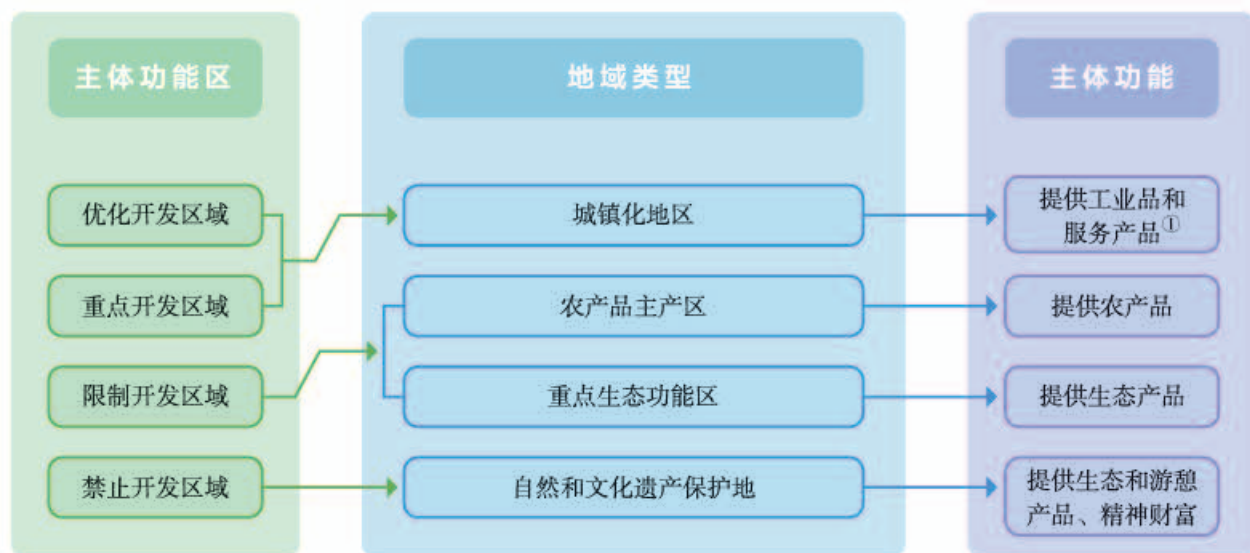 主体功能区
地域类型
主体功能
优化开发区域
城镇化地区
提供工业品和
服务产品①
重点开发区域
农产品主产区
提供农产品
限制开发区域
重点生态功能区
提供生态产品
禁止开发区域
自然和文化遗产保护地
提供生态和游憩
产品、精神财富